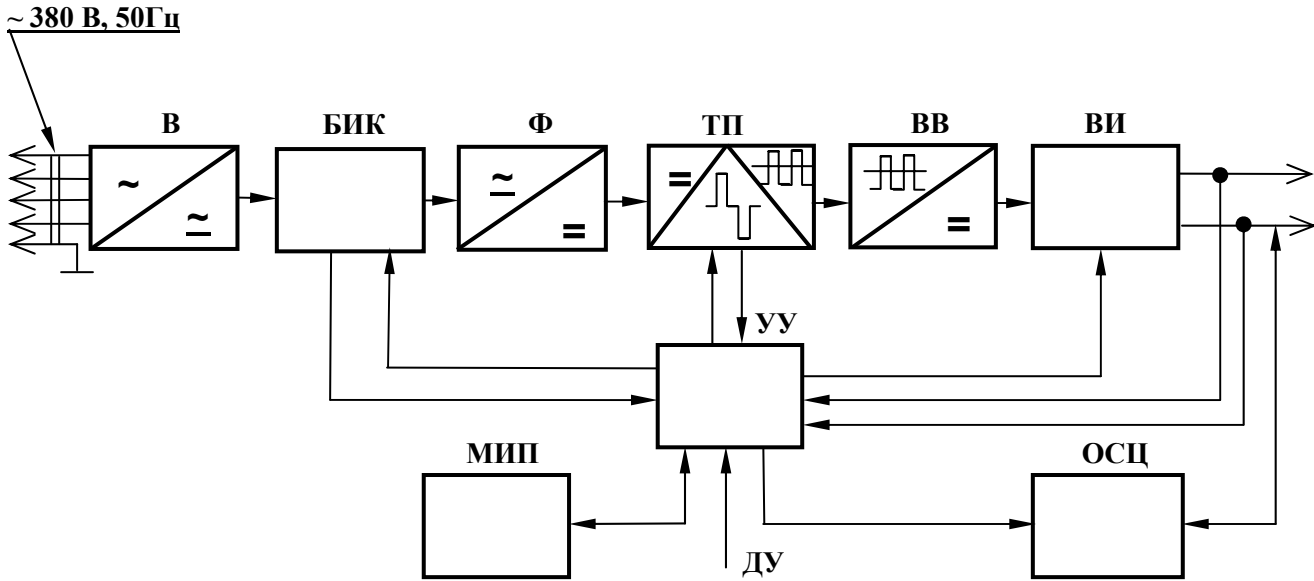 ~ 380 В, 50Гц
В
БИК
Ф
ТП
ВВ
ВИ
~
≂
≂
=
=
=
УУ
МИП
ОСЦ
ДУ